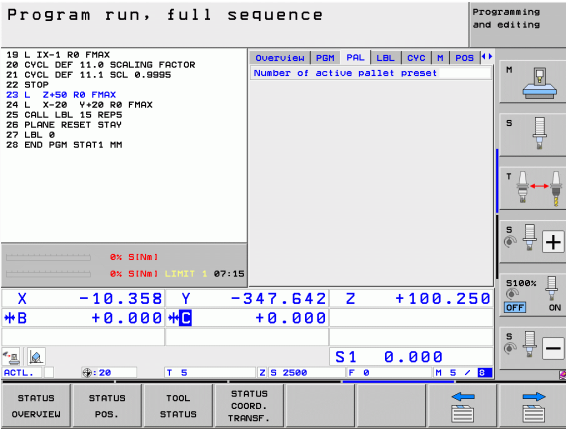 Program run, full sequence
Programming
and editing
19 L IX-1 R0 FMAX
20 CYCL DEF 11.0 SCALING FACTOR
21 CYCL DEF 11.1 SCL 0.9995
22 STOP
23 L Z+50 R0 FMAX
24 L X-20 Y+20 R0 FMAX
25 CALL LBL 15 REP5
26 PLANE RESET STAY
27 LBL 0
28 END PGM STAT1 MM
Overview PGM PAL LBL CYC M POS
Number of active pallet preset
0% S[Nm]
0% S[Nm] LIMIT 1 07:15
X -10.358 Y -347.642 Z +100.250
B +0.000 C +0.000
S1 0.000
ACTL. :20 T 5 Z S 2500 F 0 M 5 / 8
M
S
T
S
S100%
OFF ON
S
STATUS
OVERVIEW
STATUS
POS.
TOOL
STATUS
STATUS
COORD.
TRANSF.